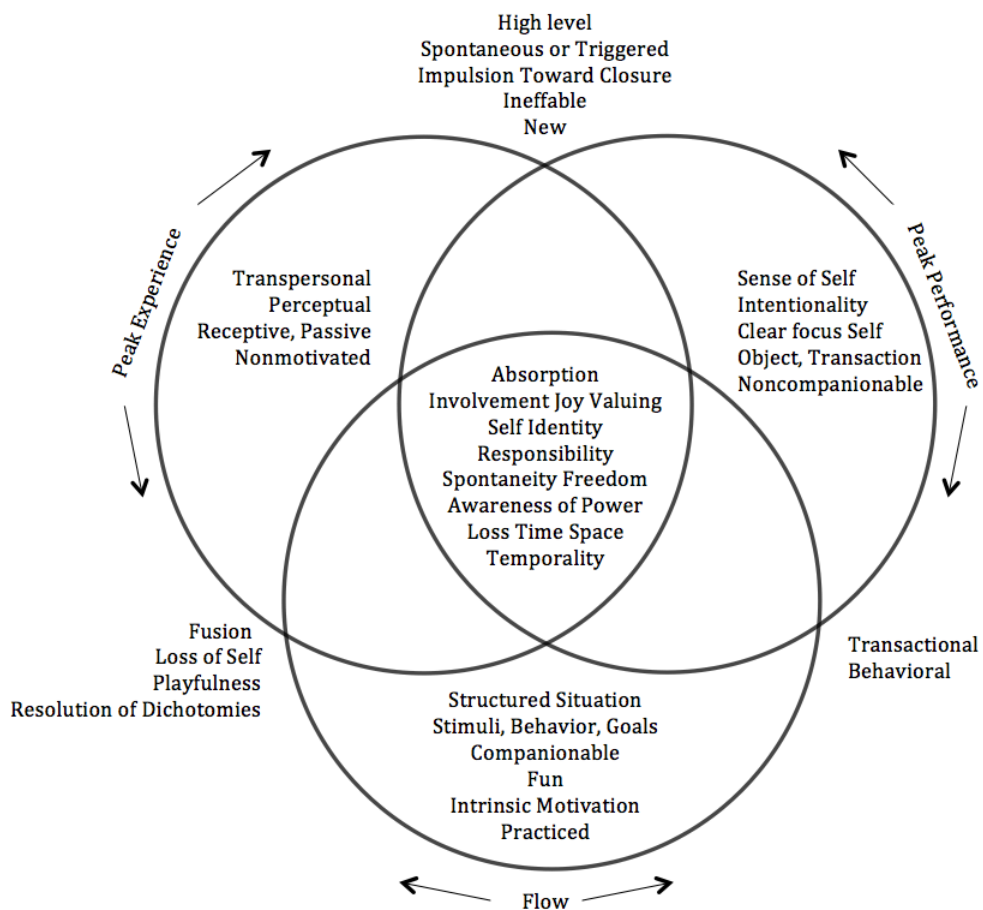 High level
Spontaneous or Triggered
Impulsion Toward Closure
Ineffable
New
Peak Experience
Transpersonal
Perceptual
Receptive, Passive
Nonmotivated
Sense of Self
Intentionality
Clear focus Self
Object, Transaction
Noncompanionable
Peak Performance
Absorption
Involvement Joy Valuing
Self Identity
Responsibility
Spontaneity Freedom
Awareness of Power
Loss Time Space
Temporality
Fusion
Loss of Self
Playfulness
Resolution of Dichotomies
Transactional
Behavioral
Structured Situation
Stimuli, Behavior, Goals
Companionable
Fun
Intrinsic Motivation
Practiced
Flow